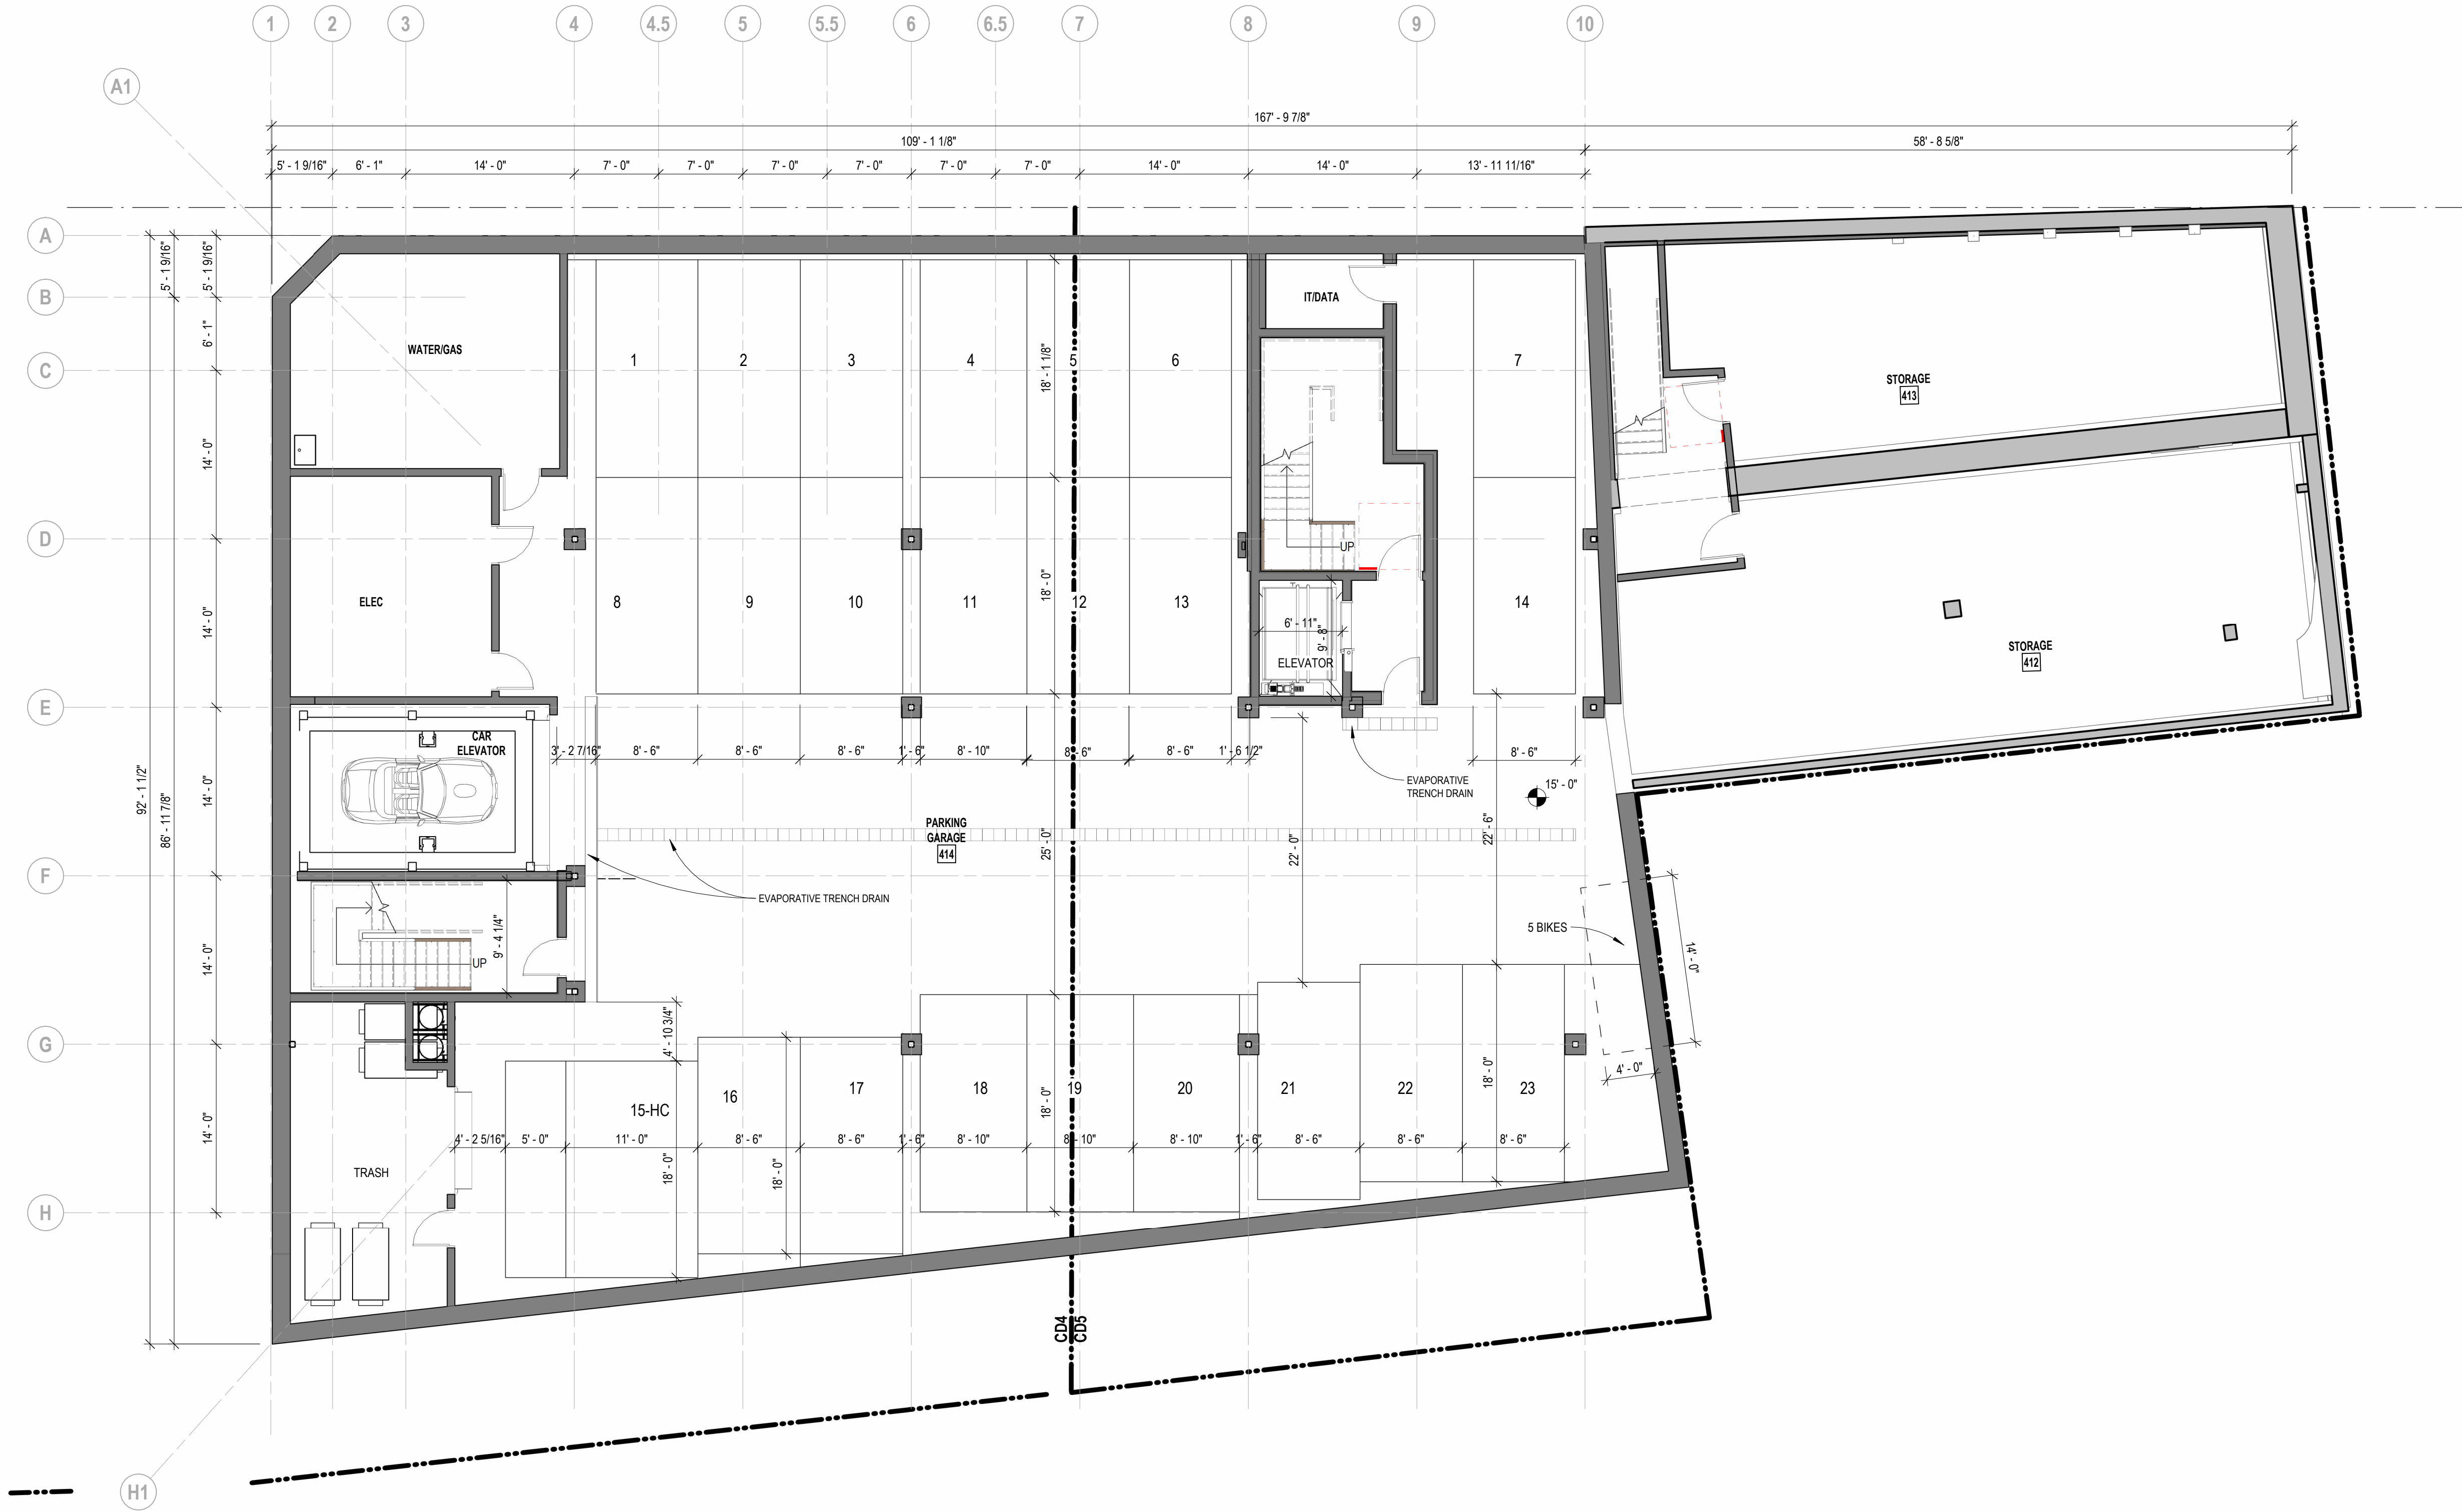 1 2 3 4 4.5 5 5.5 6 6.5 7 8 9 10
A1
167' - 9 7/8"
109' - 1 1/8" 58' - 8 5/8"
5' - 1 9/16" 6' - 1" 14' - 0" 7' - 0" 7' - 0" 7' - 0" 7' - 0" 7' - 0" 7' - 0" 14' - 0" 14' - 0" 13' - 11 11/16"
A
5' - 1 9/16" 5' - 1 9/16"
B
IT/DATA
6' - 1"
WATER/GAS
18' - 1 1/8"
1 2 3 4 5 6 7
C
STORAGE
413
14' - 0"
D
UP
18' - 0"
ELEC
8 9 10 11 12 13 14
14' - 0"
6' - 11"
9' - 8"
ELEVATOR
STORAGE
412
E
CAR
ELEVATOR
3' - 2 7/16" 8' - 6" 8' - 6" 8' - 6" 1' - 6" 8' - 10" 8' - 6" 8' - 6" 1' - 6 1/2" 8' - 6"
EVAPORATIVE
TRENCH DRAIN
15' - 0"
92' - 1 1/2"
86' - 11 7/8"
14' - 0"
PARKING
GARAGE
414
25' - 0"
22' - 0"
22' - 6"
F
EVAPORATIVE TRENCH DRAIN
9' - 4 1/4"
5 BIKES
14' - 0"
UP
14' - 0"
4' - 10 3/4"
G
4' - 0"
15-HC 16 17 18 19 20 21 22 23
18' - 0"
18' - 0"
14' - 0"
4' - 2 5/16" 5' - 0" 11' - 0" 8' - 6" 8' - 6" 1' - 6" 8' - 10" 8' - 10" 8' - 10" 1' - 6" 8' - 6" 8' - 6" 8' - 6"
18' - 0"
18' - 0"
TRASH
H
CD4
CD5
H1